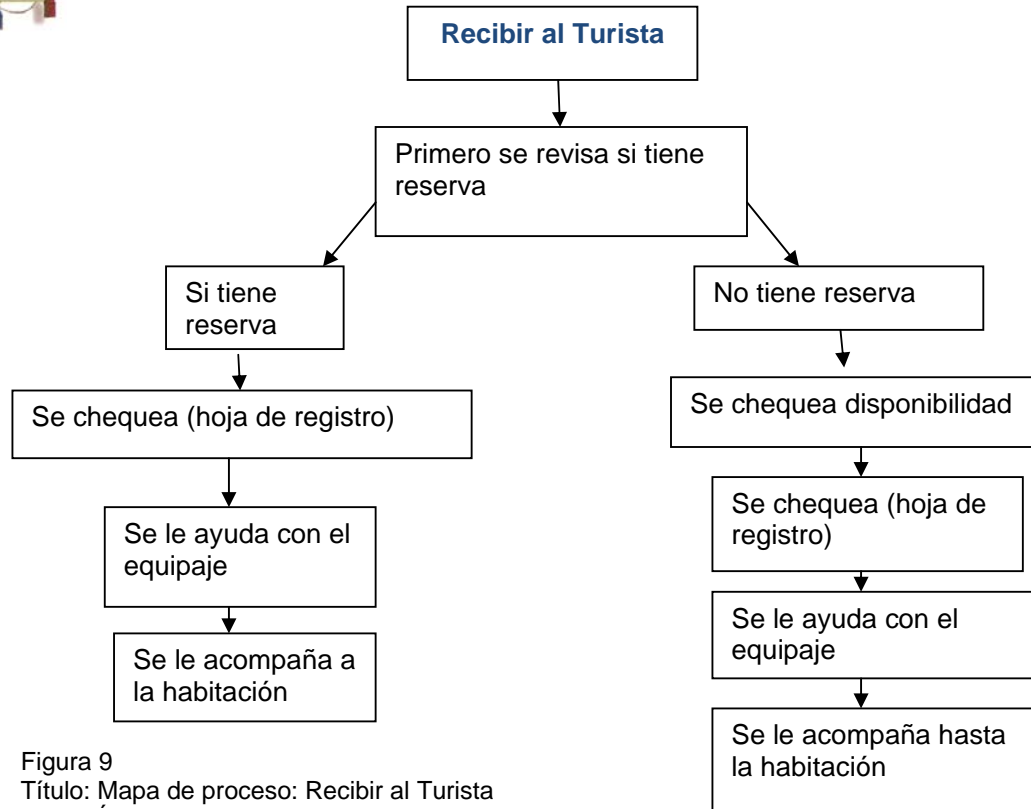 Recibir al Turista
Primero se revisa si tiene
reserva
Si tiene
reserva
No tiene reserva
Se chequea (hoja de registro)
Se chequea disponibilidad
Se le ayuda con el
equipaje
Se chequea (hoja de
registro)
Se le acompaña a
la habitación
Se le ayuda con el
equipaje
Se le acompaña hasta
la habitación
Figura 9
Título: Mapa de proceso: Recibir al Turista